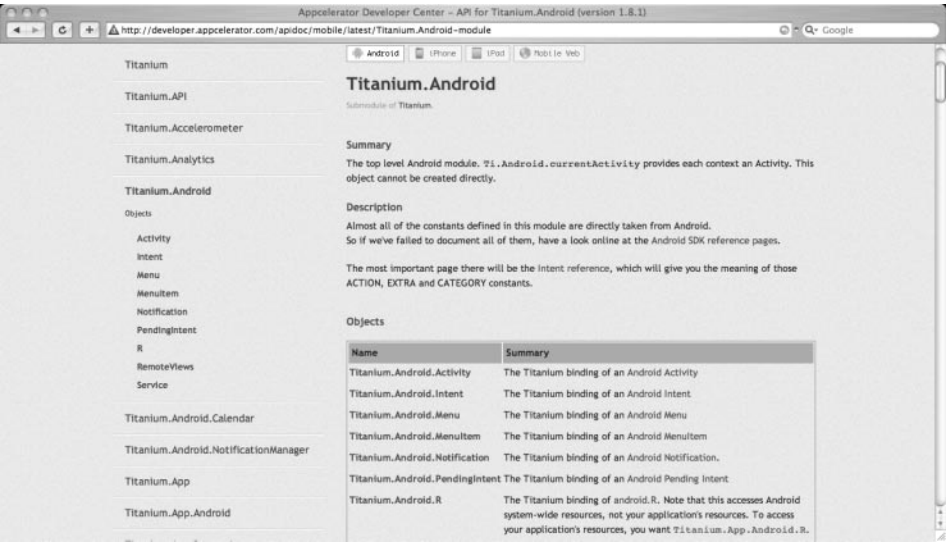 Appcelerator Developer Center – API for Titanium.Android (version 1.8.1)
http://developer.appcelerator.com/apidoc/mobile/latest/Titanium.Android-module
Google
Titanium
Titanium.API
Titanium.Accelerometer
Titanium.Analytics
Titanium.Android
Objects
Activity
Intent
Menu
MenuItem
Notification
PendingIntent
R
RemoteViews
Service
Titanium.Android.Calendar
Titanium.Android.NotificationManager
Titanium.App
Titanium.App.Android
Android iPhone iPad Mobile Web
Titanium.Android
Submodule of Titanium.
Summary
The top level Android module. Ti.Android.currentActivity provides each context an Activity. This
object cannot be created directly.
Description
Almost all of the constants defined in this module are directly taken from Android.
So if we've failed to document all of them, have a look online at the Android SDK reference pages.
The most important page there will be the Intent reference, which will give you the meaning of those
ACTION, EXTRA and CATEGORY constants.
Objects
Name Summary
Titanium.Android.Activity The Titanium binding of an Android Activity
Titanium.Android.Intent The Titanium binding of an Android Intent
Titanium.Android.Menu The Titanium binding of an Android Menu
Titanium.Android.MenuItem The Titanium binding of an Android MenuItem
Titanium.Android.Notification The Titanium binding of an Android Notification.
Titanium.Android.PendingIntent The Titanium binding of an Android Pending Intent
Titanium.Android.R The Titanium binding of android.R. Note that this accesses Android
system-wide resources, not your application's resources. To access
your application's resources, you want Titanium.App.Android.R.